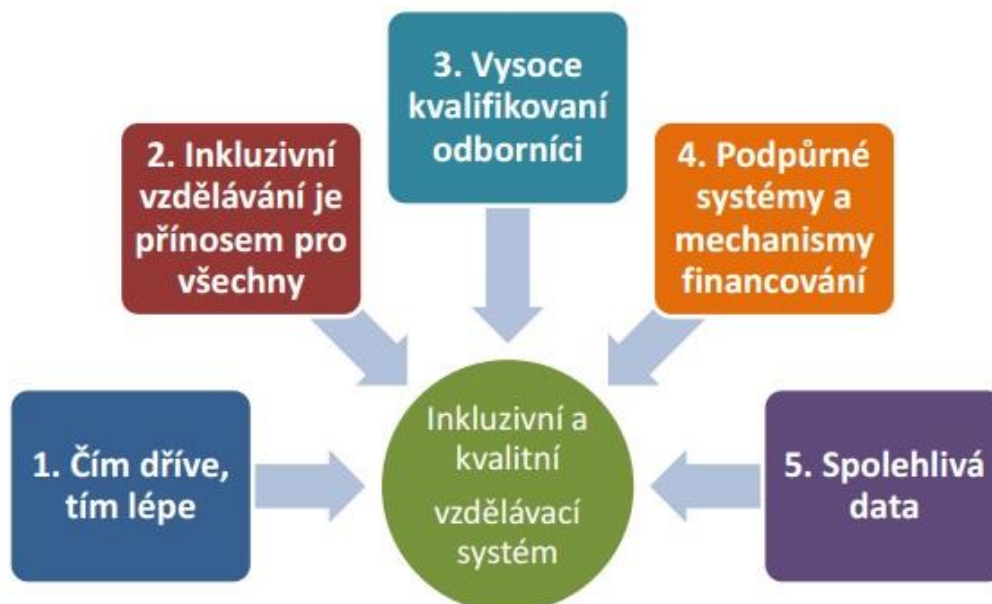 1. Čím dříve,
tím lépe
2. Inkluzivní
vzdělávání je
přínosem pro
všechny
3. Vysoce
kvalifikovaní
odborníci
4. Podpůrné
systémy a
mechanismy
financování
5. Spolehlivá
data
Inkluzivní a
kvalitní
vzdělávací
systém